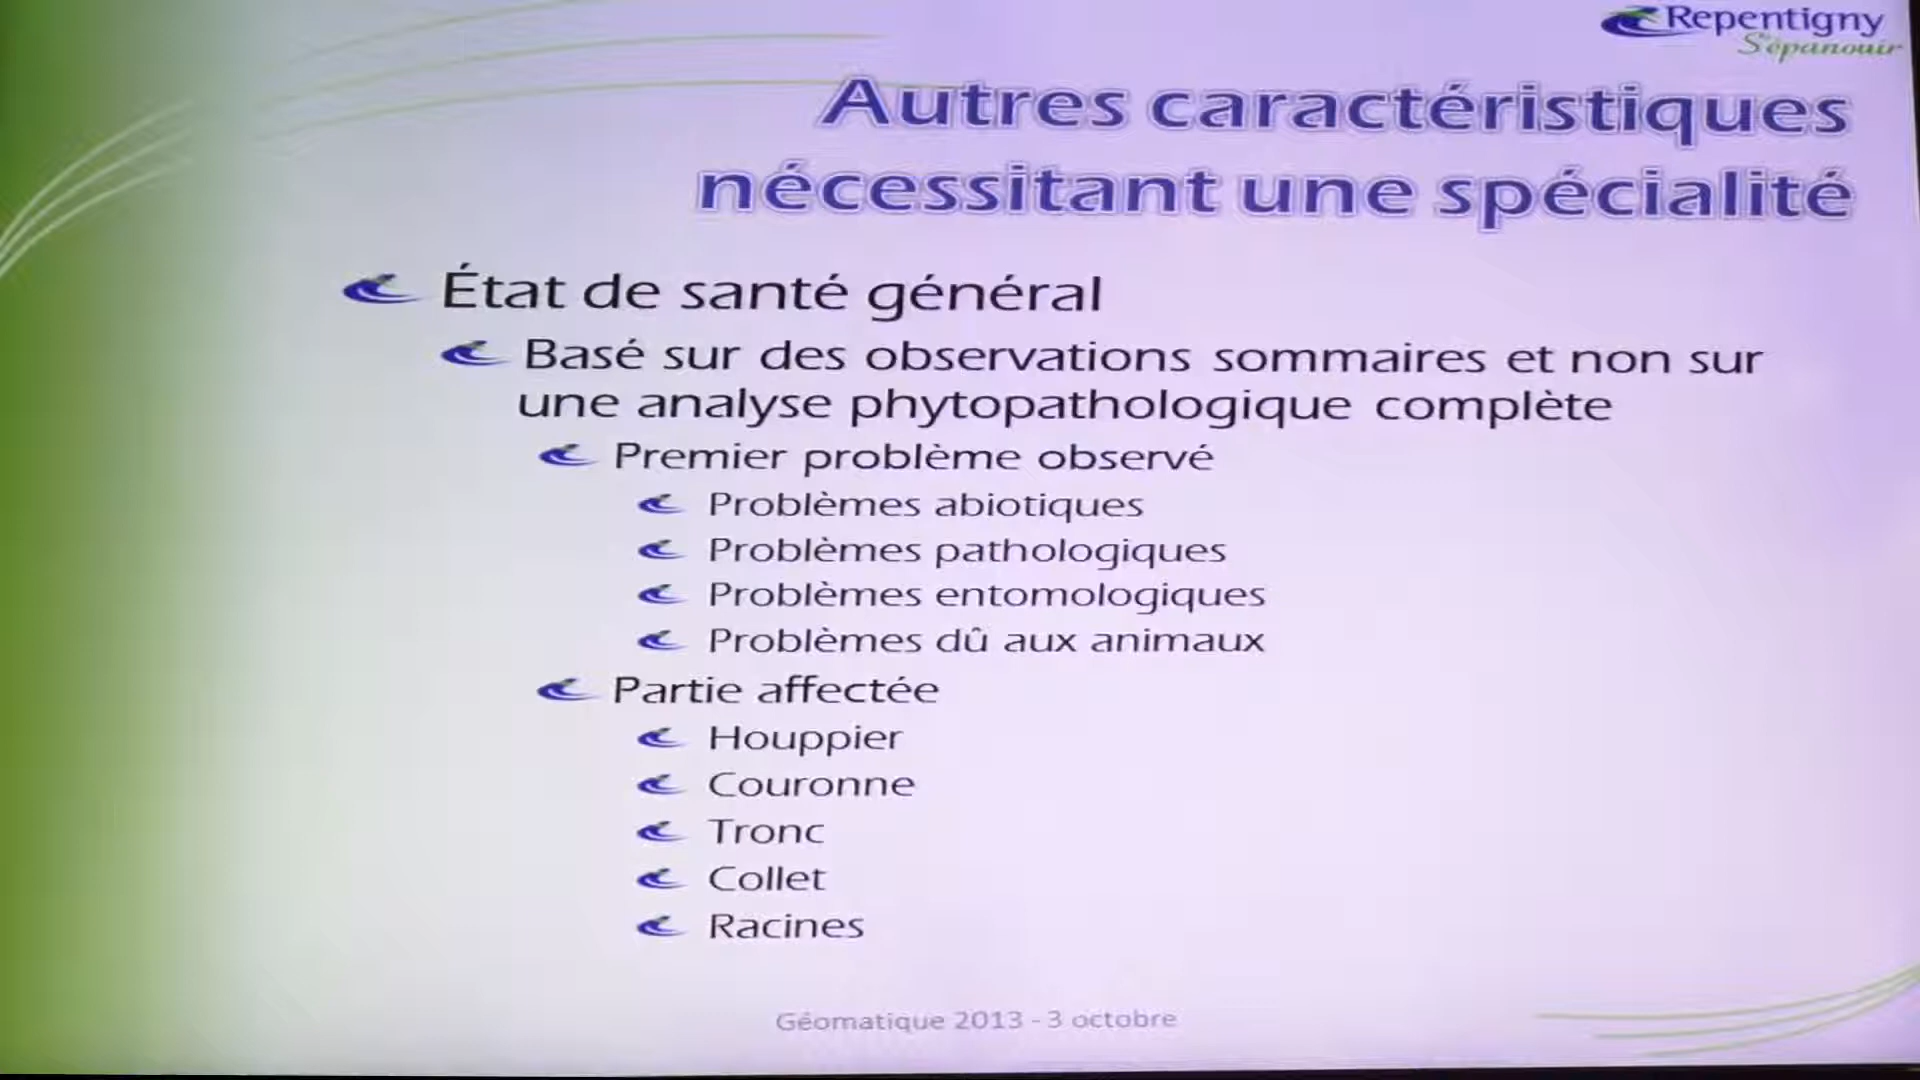 Repentigny
S'épanouir
Autres caractéristiques
nécessitant une spécialité
État de santé général
Basé sur des observations sommaires et non sur
une analyse phytopathologique complète
Premier problème observé
Problèmes abiotiques
Problèmes pathologiques
Problèmes entomologiques
Problèmes dû aux animaux
Partie affectée
Houppier
Couronne
Tronc
Collet
Racines
Géomatique 2013 - 3 octobre